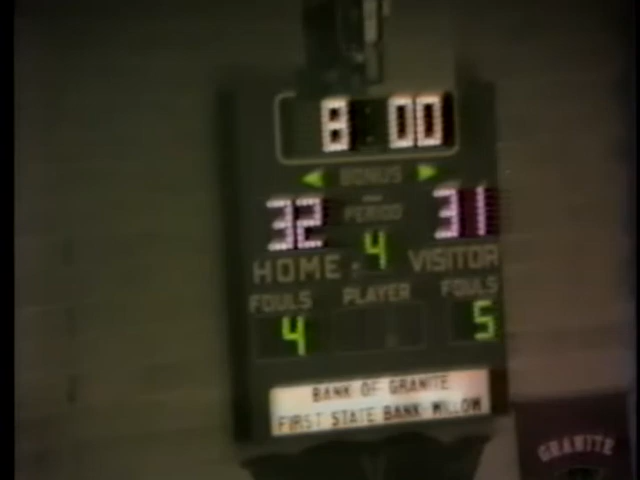 8:00
BONUS
32 PERIOD 31
4
HOME VISITOR
FOULS PLAYER FOULS
4 5
BANK OF GRANITE
FIRST STATE BANK WILLOW
GRANITE